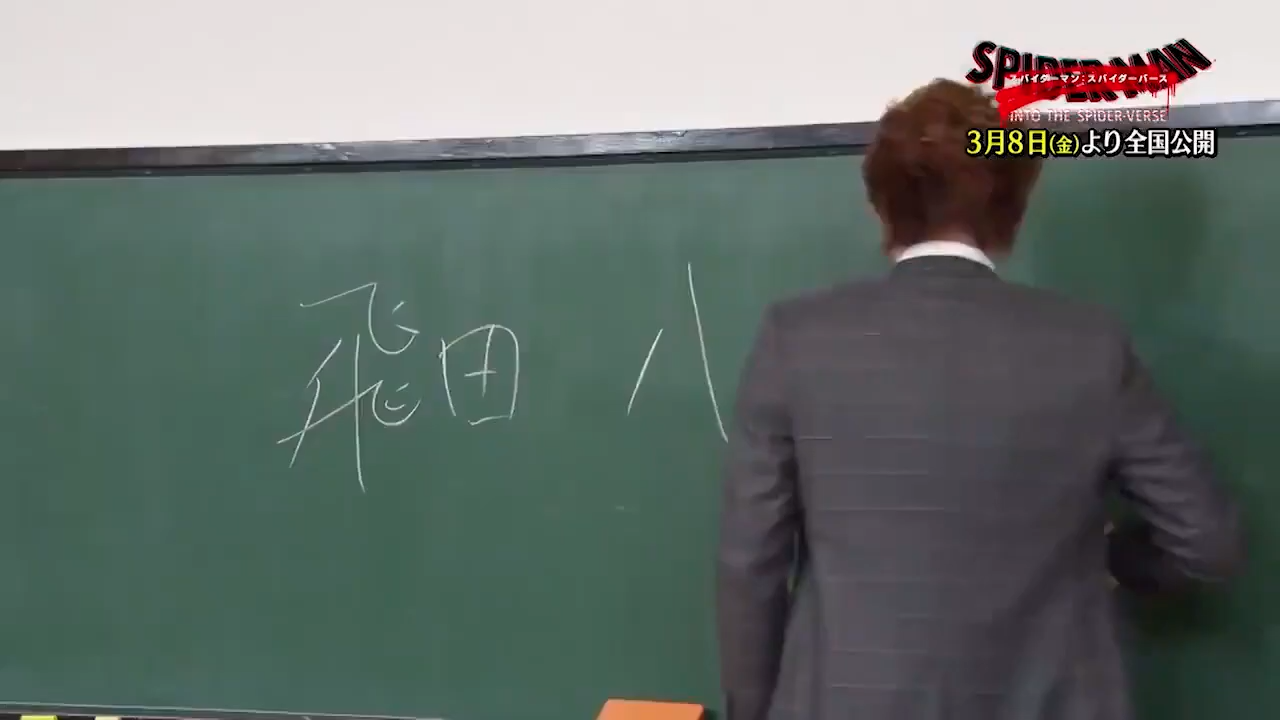 SPIDER-MAN
スパイダーマン:スパイダーバース
INTO THE SPIDER-VERSE
3月8日(金)より全国公開
飛田 八